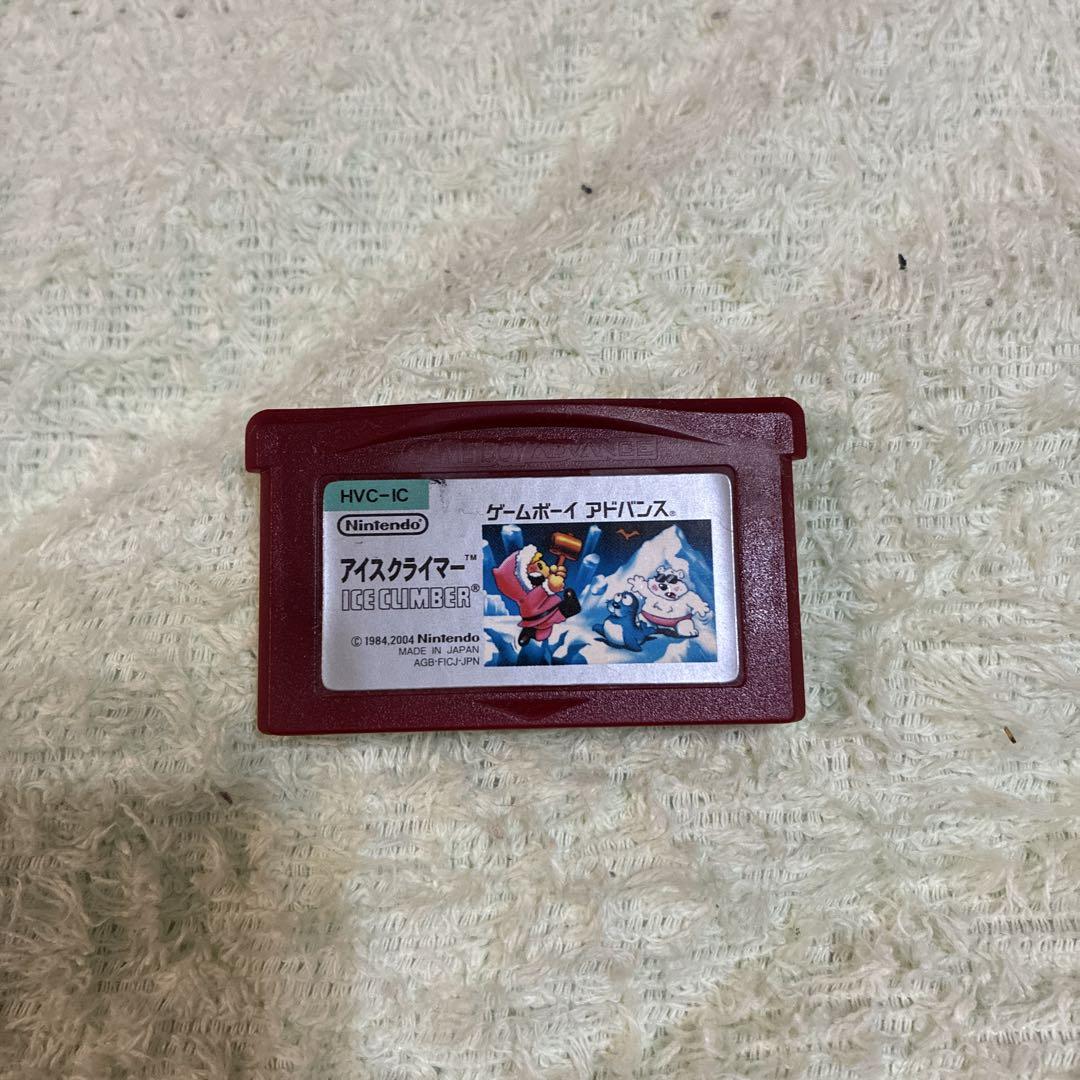 GAME BOY ADVANCE
HVC-IC
Nintendo
ゲームボーイ アドバンス®
アイスクライマー™
ICE CLIMBER®
© 1984,2004 Nintendo
MADE IN JAPAN
AGB-FICJ-JPN